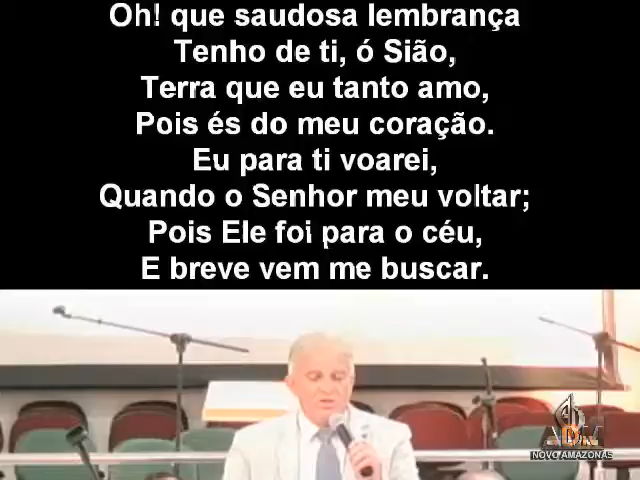 Oh! que saudosa lembrança
Tenho de ti, ó Sião,
Terra que eu tanto amo,
Pois és do meu coração.
Eu para ti voarei,
Quando o Senhor meu voltar;
Pois Ele foi para o céu,
E breve vem me buscar.
NOVO AMAZONAS